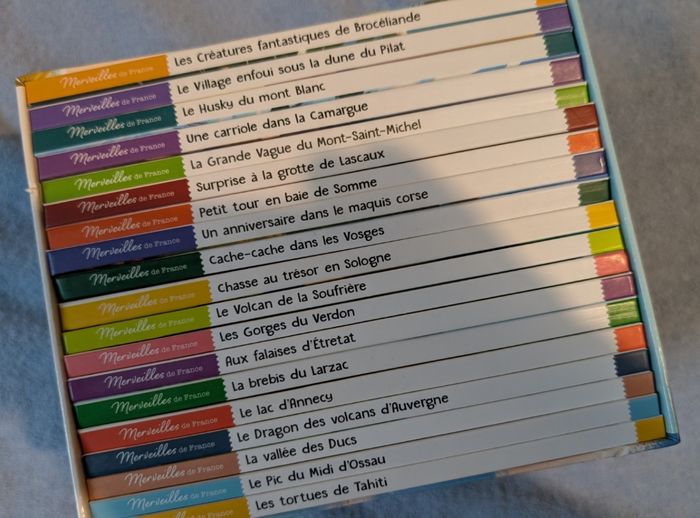 Merveilles de France Les Créatures fantastiques de Brocéliande
Merveilles de France Le Village enfoui sous la dune du Pilat
Merveilles de France Le Husky du mont Blanc
Merveilles de France Une carriole dans la Camargue
Merveilles de France La Grande Vague du Mont-Saint-Michel
Merveilles de France Surprise à la grotte de Lascaux
Merveilles de France Petit tour en baie de Somme
Merveilles de France Un anniversaire dans le maquis corse
Merveilles de France Cache-cache dans les Vosges
Merveilles de France Chasse au trésor en Sologne
Merveilles de France Le Volcan de la Soufrière
Merveilles de France Les Gorges du Verdon
Merveilles de France Aux falaises d'Étretat
Merveilles de France La brebis du Larzac
Merveilles de France Le lac d'Annecy
Merveilles de France Le Dragon des volcans d'Auvergne
Merveilles de France La vallée des Ducs
Merveilles de France Le Pic du Midi d'Ossau
Merveilles de France Les tortues de Tahiti